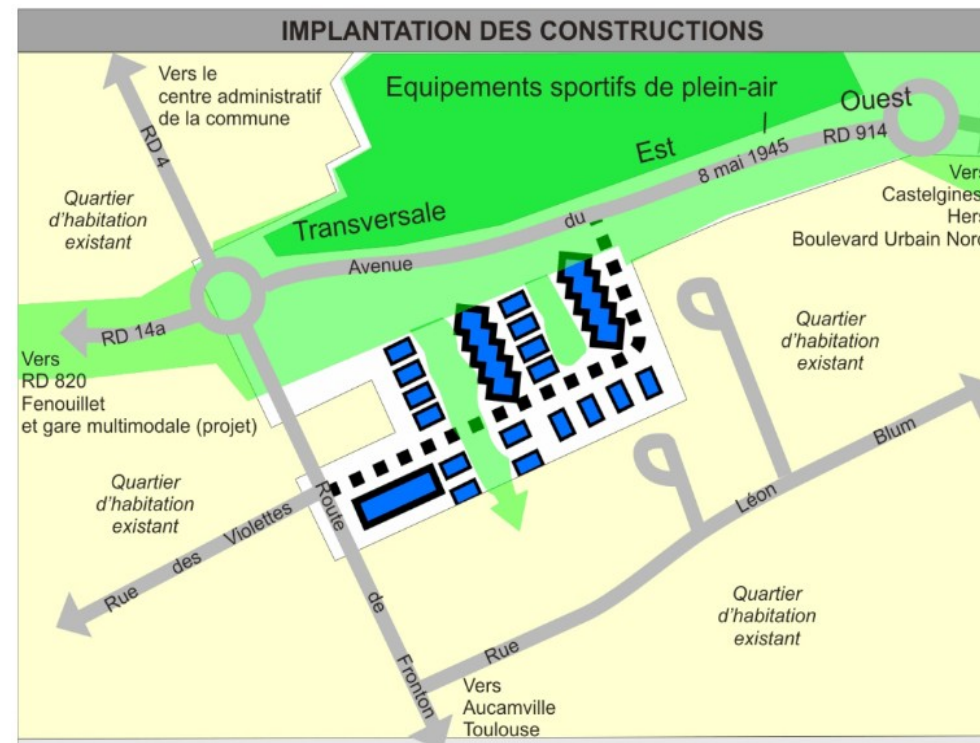 IMPLANTATION DES CONSTRUCTIONS
Vers le
centre administratif
de la commune
RD 4
Equipements sportifs de plein-air
Ouest
Est
Transversale
8 mai 1945
RD 914
du
Avenue
Vers
Castelgines
Hers
Boulevard Urbain Nord
Quartier
d'habitation
existant
RD 14a
Vers
RD 820
Fenouillet
et gare multimodale (projet)
Quartier
d'habitation
existant
Quartier
d'habitation
existant
Rue des Violettes
Route de Fronton
Rue Léon Blum
Quartier
d'habitation
existant
Vers
Aucamville
Toulouse